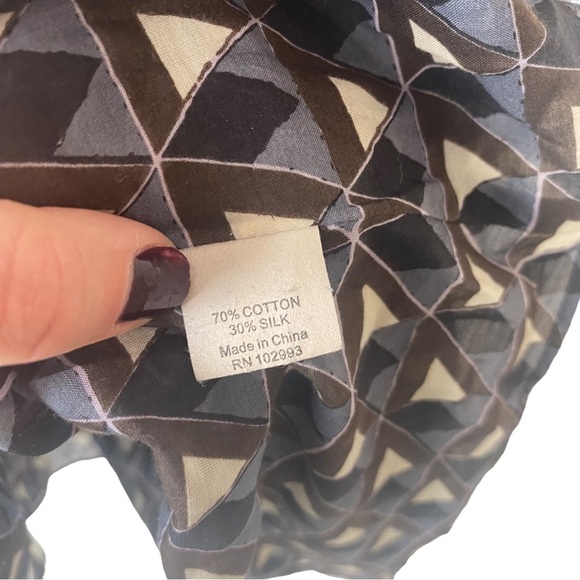 70% COTTON
30% SILK
Made in China
RN 102993